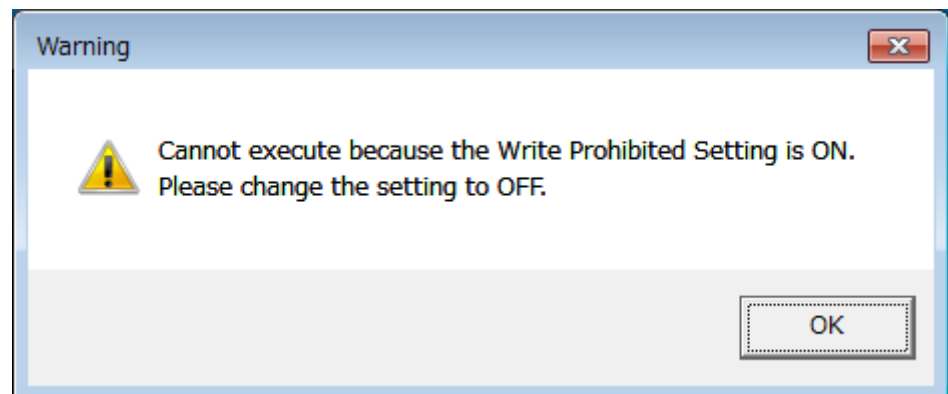 Warning
Cannot execute because the Write Prohibited Setting is ON.
Please change the setting to OFF.
OK